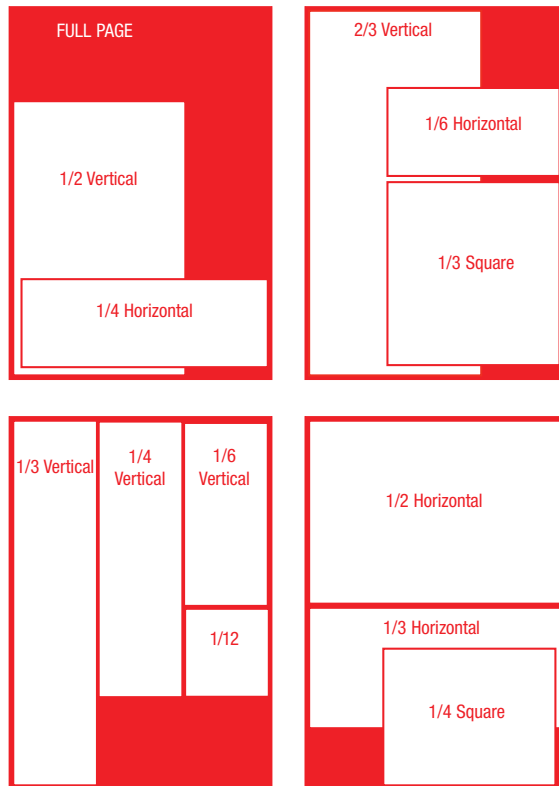 FULL PAGE
1/2 Vertical
1/4 Horizontal
2/3 Vertical
1/6 Horizontal
1/3 Square
1/3 Vertical
1/4
Vertical
1/6
Vertical
1/12
1/2 Horizontal
1/3 Horizontal
1/4 Square